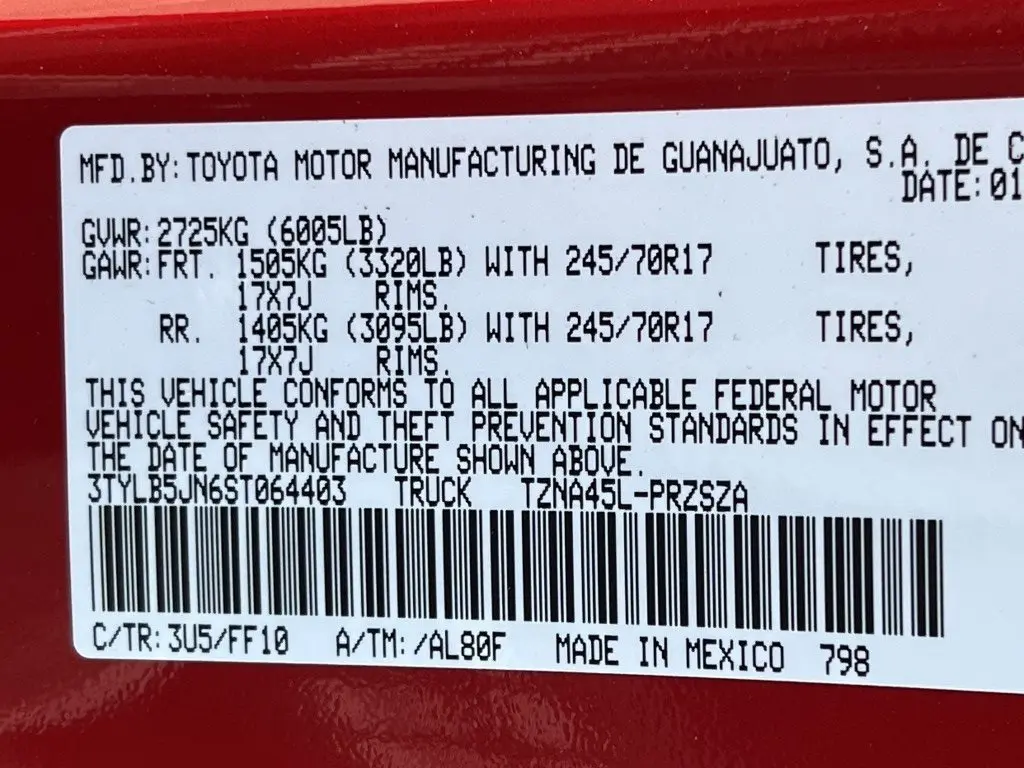 MFD.BY:TOYOTA MOTOR MANUFACTURING DE GUANAJUATO, S.A. DE C
DATE:01
GVWR:2725KG (6005LB)
GAWR:FRT. 1505KG (3320LB) WITH 245/70R17 TIRES,
17X7J RIMS.
RR. 1405KG (3095LB) WITH 245/70R17 TIRES,
17X7J RIMS.
THIS VEHICLE CONFORMS TO ALL APPLICABLE FEDERAL MOTOR
VEHICLE SAFETY AND THEFT PREVENTION STANDARDS IN EFFECT ON
THE DATE OF MANUFACTURE SHOWN ABOVE.
3TYLB5JN6ST064403 TRUCK TZNA45L-PRZSZA
C/TR:3U5/FF10 A/TM:/AL80F MADE IN MEXICO 798